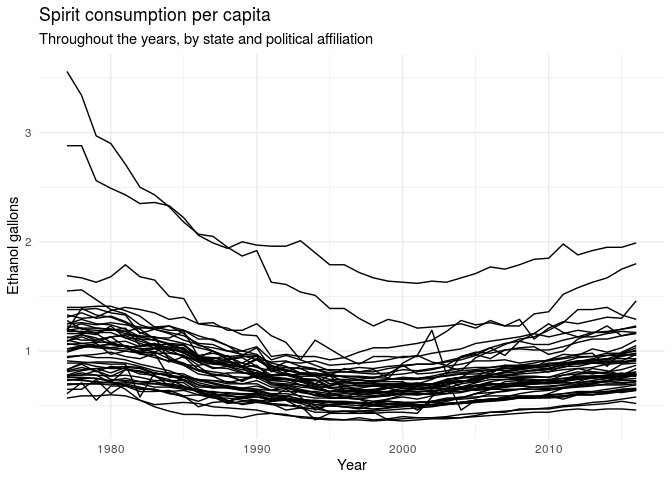 Spirit consumption per capita
Throughout the years, by state and political affiliation
Ethanol gallons
3
2
1
1980
1990
2000
2010
Year